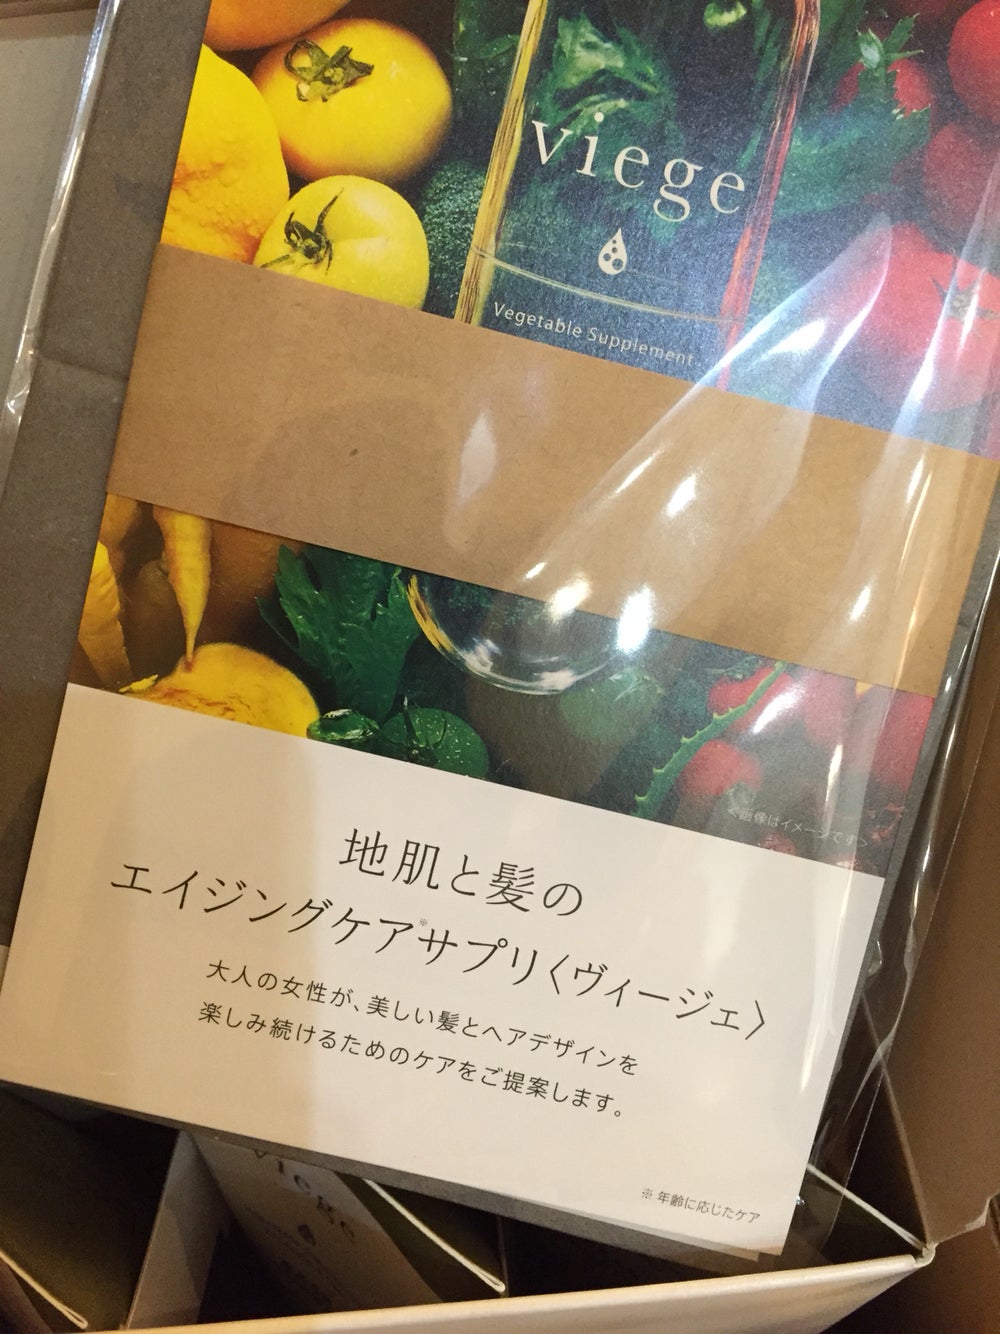 viege
Vegetable Supplement
<画像はイメージです>
地肌と髪の
エイジングケア※サプリ〈ヴィージェ〉
大人の女性が、美しい髪とヘアデザインを
楽しみ続けるためのケアをご提案します。
※ 年齢に応じたケア
viege